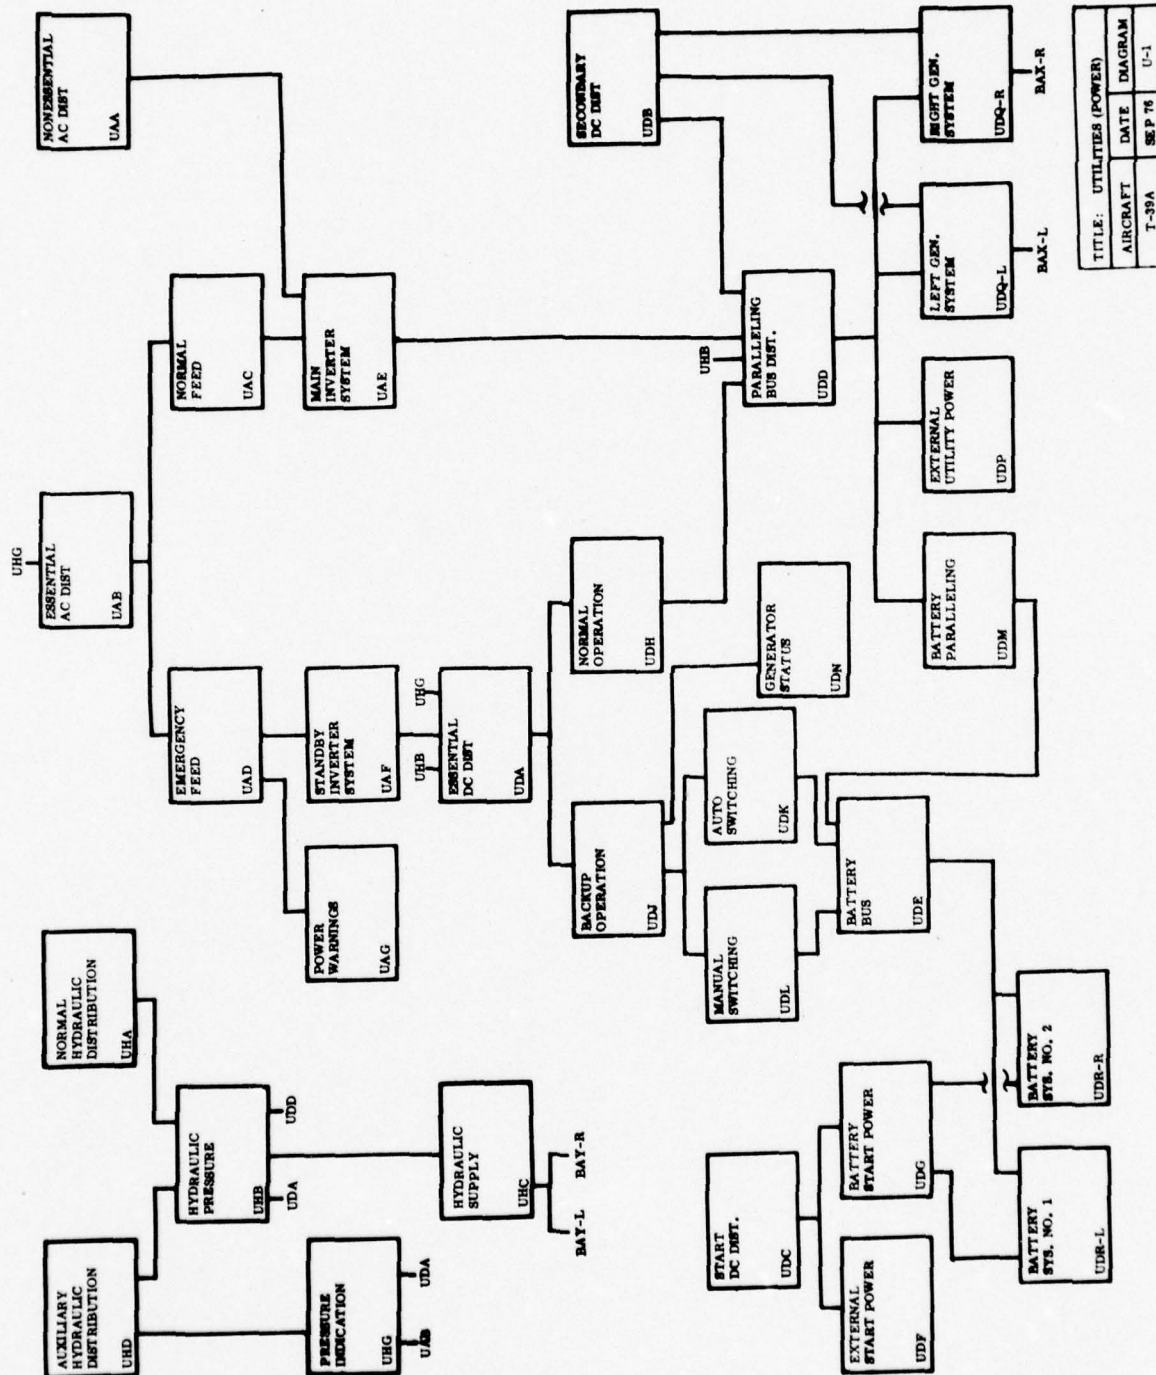 AUXILIARY
HYDRAULIC
DISTRIBUTION
UHD
NORMAL
HYDRAULIC
DISTRIBUTION
UHA
UHG
ESSENTIAL
AC DIST
UAB
NONESSENTIAL
AC DIST
UAA
HYDRAULIC
PRESSURE
UHB
UDA
UDD
EMERGENCY
FEED
UAD
NORMAL
FEED
UAC
PRESSURE
INDICATION
UHG
UAB
UDA
POWER
WARNINGS
UAG
STANDBY
INVERTER
SYSTEM
UAF
MAIN
INVERTER
SYSTEM
UAE
HYDRAULIC
SUPPLY
UHC
BAY-L
BAY-R
UHB
UHG
ESSENTIAL
DC DIST
UDA
BACKUP
OPERATION
UDJ
NORMAL
OPERATION
UDH
SECONDARY
DC DIST
UDB
START
DC DIST.
UDC
MANUAL
SWITCHING
UDL
AUTO
SWITCHING
UDK
GENERATOR
STATUS
UDN
UHB
PARALLELING
BUS DIST.
UDD
EXTERNAL
START POWER
UDF
BATTERY
START POWER
UDG
BATTERY
BUS
UDE
BATTERY
PARALLELING
UDM
EXTERNAL
UTILITY POWER
UDP
LEFT GEN.
SYSTEM
UDQ-L
BAX-L
RIGHT GEN.
SYSTEM
UDQ-R
BAX-R
BATTERY
SYS. NO. 1
UDR-L
BATTERY
SYS. NO. 2
UDR-R
TITLE: UTILITIES (POWER)
AIRCRAFT DATE DIAGRAM
T-39A SEP 76 U-1